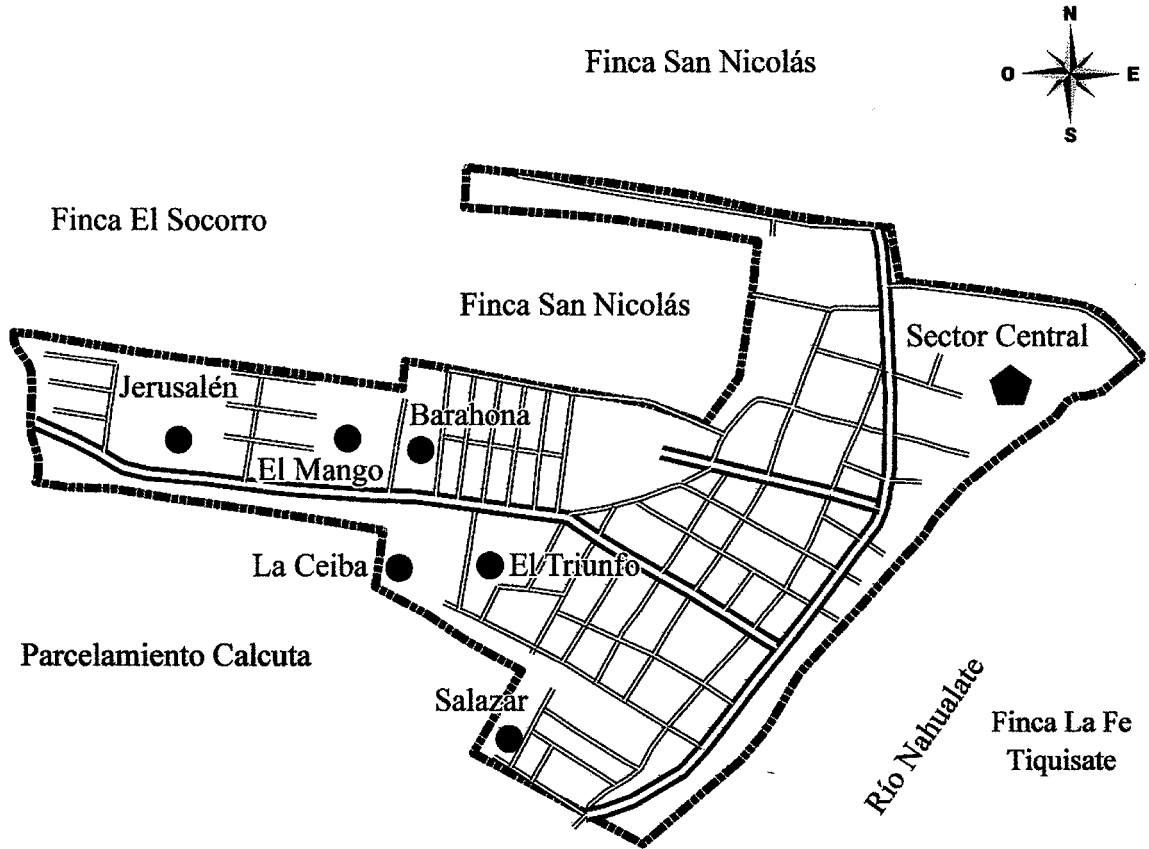 N
Finca San Nicolás
O
E
S
Finca El Socorro
Finca San Nicolás
Sector Central
Jerusalén
Barahona
El Mango
La Ceiba
El Triunfo
Parcelamiento Calcuta
Salazar
Río Nahualate
Finca La Fe
Tiquisate